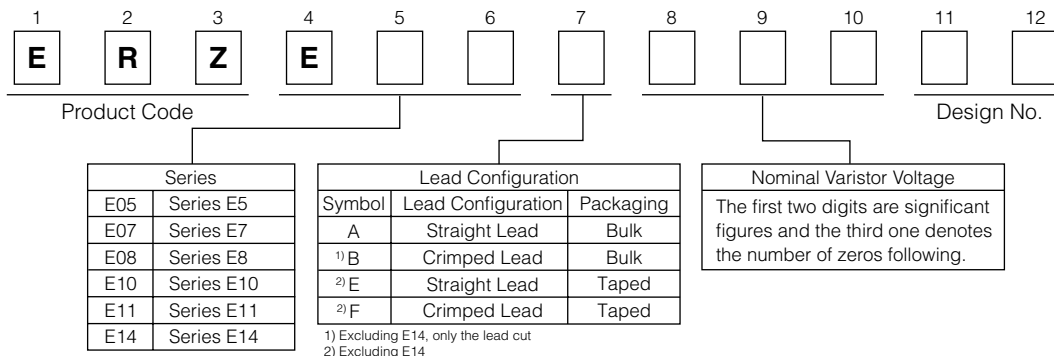 1 2 3 4 5 6 7 8 9 10 11 12
E R Z E
Product Code
Design No.
Series
E05 Series E5
E07 Series E7
E08 Series E8
E10 Series E10
E11 Series E11
E14 Series E14
Lead Configuration
Symbol Lead Configuration Packaging
A Straight Lead Bulk
1) B Crimped Lead Bulk
2) E Straight Lead Taped
2) F Crimped Lead Taped
1) Excluding E14, only the lead cut
2) Excluding E14
Nominal Varistor Voltage
The first two digits are significant
figures and the third one denotes
the number of zeros following.